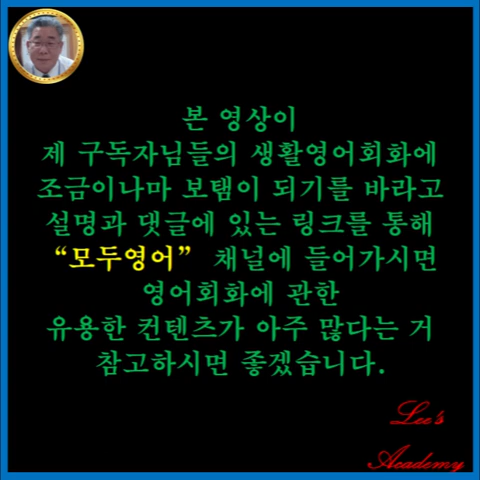 본 영상이
제 구독자님들의 생활영어회화에
조금이나마 보탬이 되기를 바라고
설명과 댓글에 있는 링크를 통해
“모두영어” 채널에 들어가시면
영어회화에 관한
유용한 컨텐츠가 아주 많다는 거
참고하시면 좋겠습니다.
Lee's
Academy